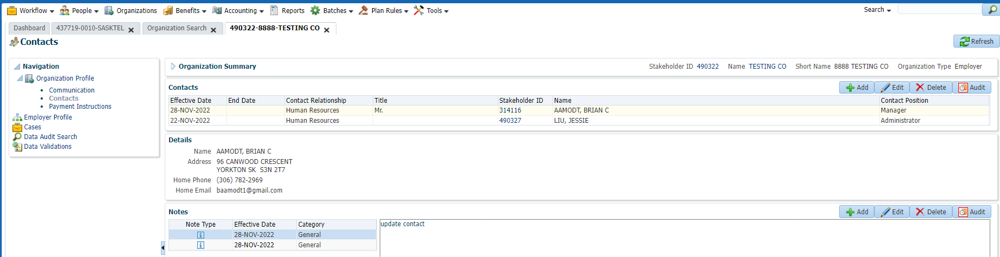 Workflow People Organizations Benefits Accounting Reports Batches Plan Rules Tools Search
Dashboard 437719-0010-SASKTEL Organization Search 490322-8888-TESTING CO
Contacts
Refresh
Navigation
Organization Profile
Communication
Contacts
Payment Instructions
Employer Profile
Cases
Data Audit Search
Data Validations
Organization Summary Stakeholder ID 490322 Name TESTING CO Short Name 8888 TESTING CO Organization Type Employer
Contacts Add Edit Delete Audit
Effective Date End Date Contact Relationship Title Stakeholder ID Name Contact Position
28-NOV-2022 Human Resources Mr. 314116 AAMODT, BRIAN C Manager
22-NOV-2022 Human Resources 490327 LIU, JESSIE Administrator
Details
Name AAMODT, BRIAN C
Address 96 CANWOOD CRESCENT
YORKTON SK S3N 2T7
Home Phone (306) 782-2969
Home Email baamodt1@gmail.com
Notes Add Edit Delete Audit
Note Type Effective Date Category
28-NOV-2022 General
28-NOV-2022 General
update contact